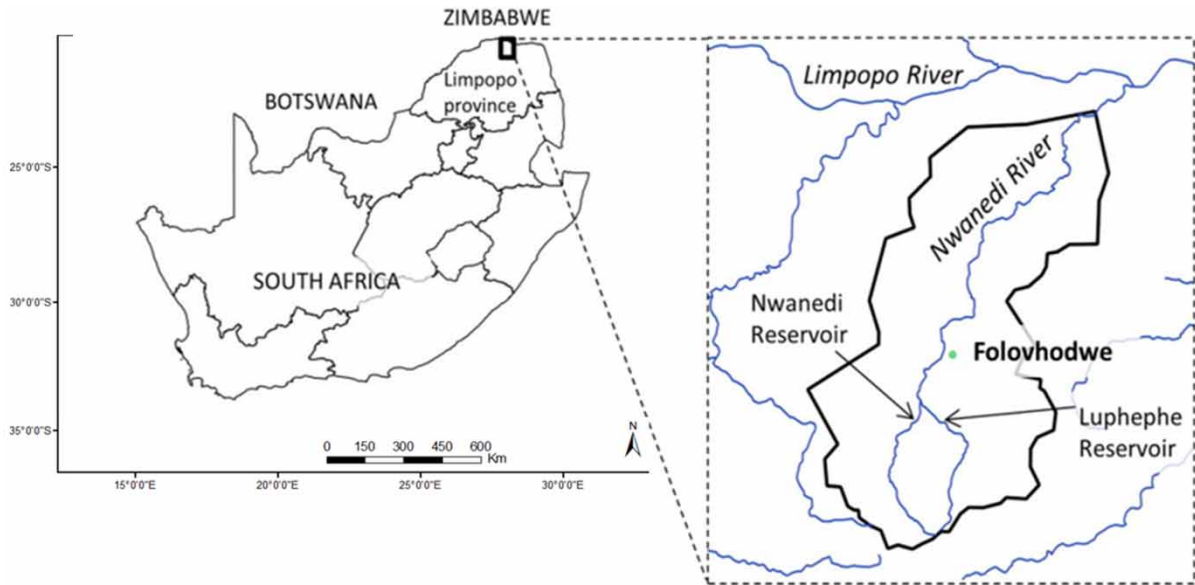 ZIMBABWE
Limpopo
province
BOTSWANA
SOUTH AFRICA
25°0'0"S
30°0'0"S
35°0'0"S
15°0'0"E
20°0'0"E
25°0'0"E
30°0'0"E
0 150 300 450 600
Km
N
Limpopo River
Nwanedi River
Nwanedi
Reservoir
Folovhodwe
Luphephe
Reservoir